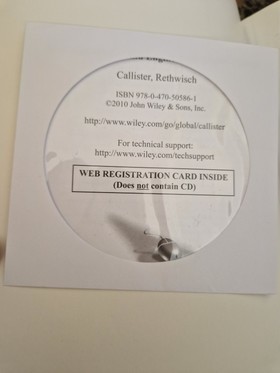 Callister, Rethwisch
ISBN 978-0-470-50586-1
©2010 John Wiley & Sons, Inc.
http://www.wiley.com/go/global/callister
For technical support:
http://www.wiley.com/techsupport
WEB REGISTRATION CARD INSIDE
(Does not contain CD)